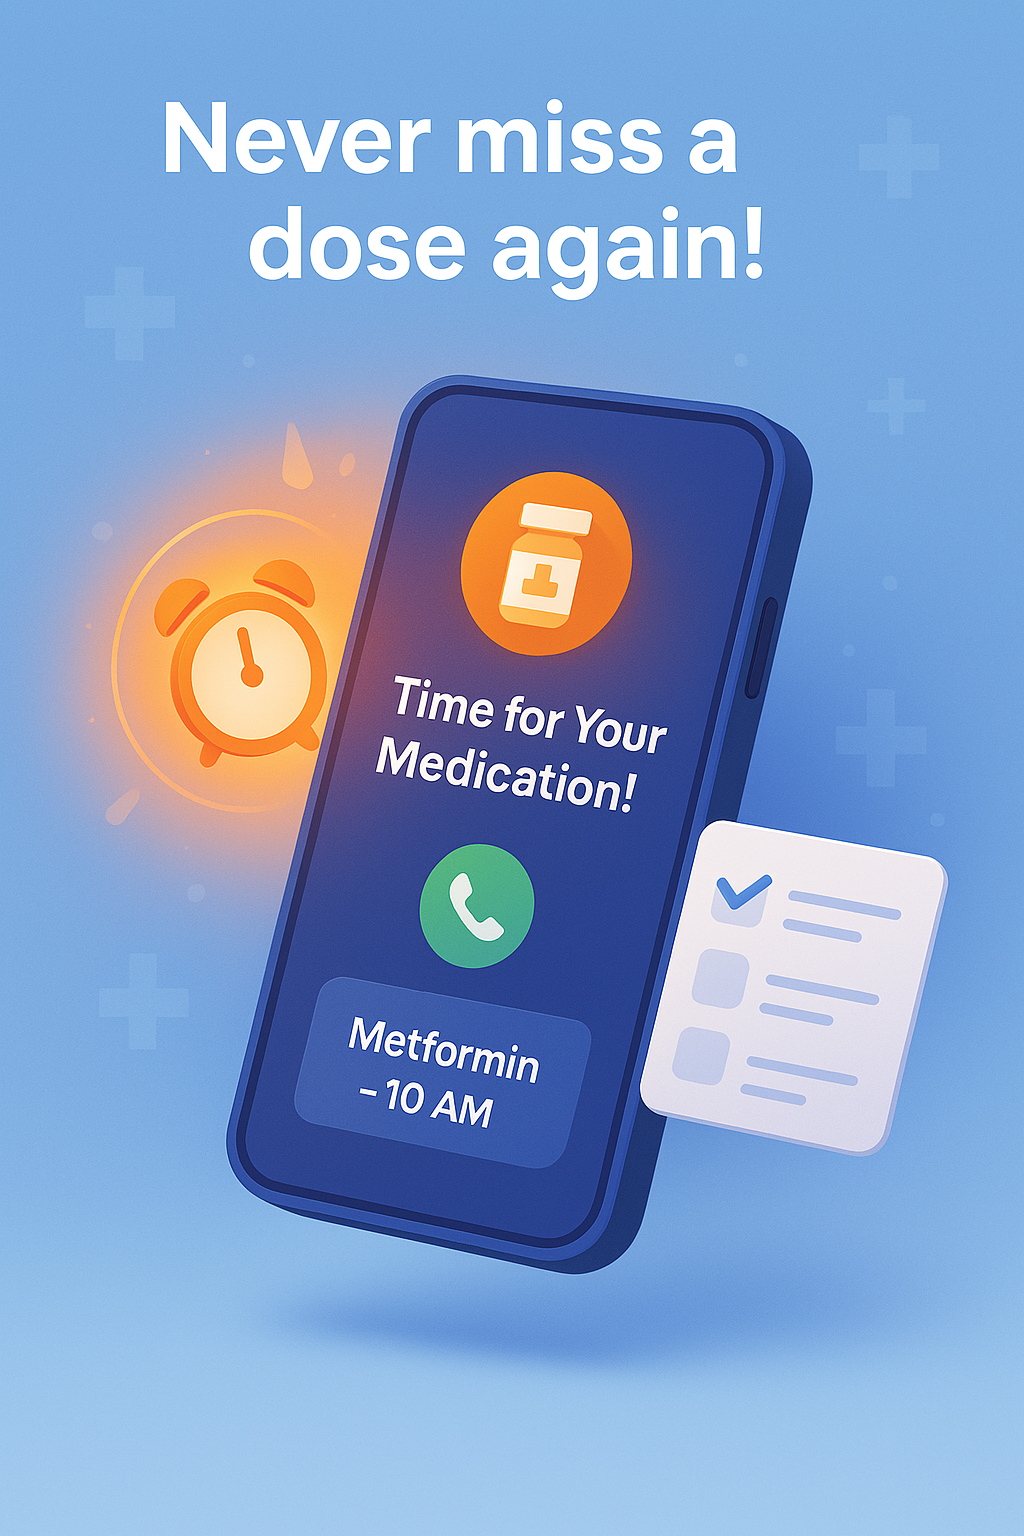 Never miss a
dose again!
Time for Your
Medication!
Metformin
– 10 AM